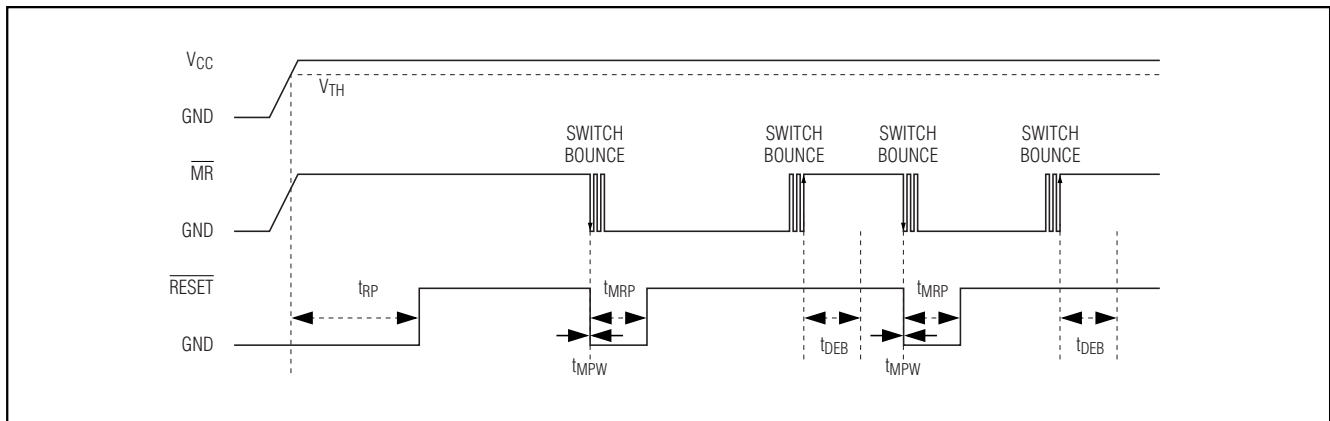 VCC
VTH
GND
SWITCH BOUNCE
SWITCH BOUNCE
SWITCH BOUNCE
SWITCH BOUNCE
MR
GND
RESET
tRP
tMRP
tMRP
GND
tDEB
tDEB
tMPW
tMPW